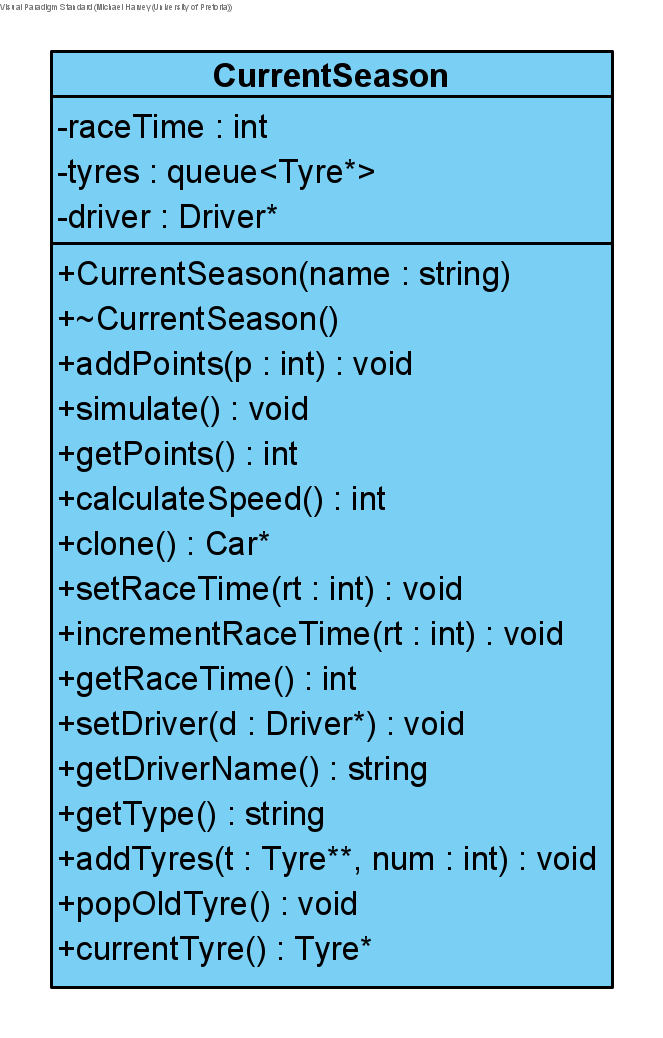 Visual Paradigm Standard (Michael Harvey (University of Pretoria))
CurrentSeason
-raceTime : int
-tyres : queue<Tyre*>
-driver : Driver*
+CurrentSeason(name : string)
+~CurrentSeason()
+addPoints(p : int) : void
+simulate() : void
+getPoints() : int
+calculateSpeed() : int
+clone() : Car*
+setRaceTime(rt : int) : void
+incrementRaceTime(rt : int) : void
+getRaceTime() : int
+setDriver(d : Driver*) : void
+getDriverName() : string
+getType() : string
+addTyres(t : Tyre**, num : int) : void
+popOldTyre() : void
+currentTyre() : Tyre*